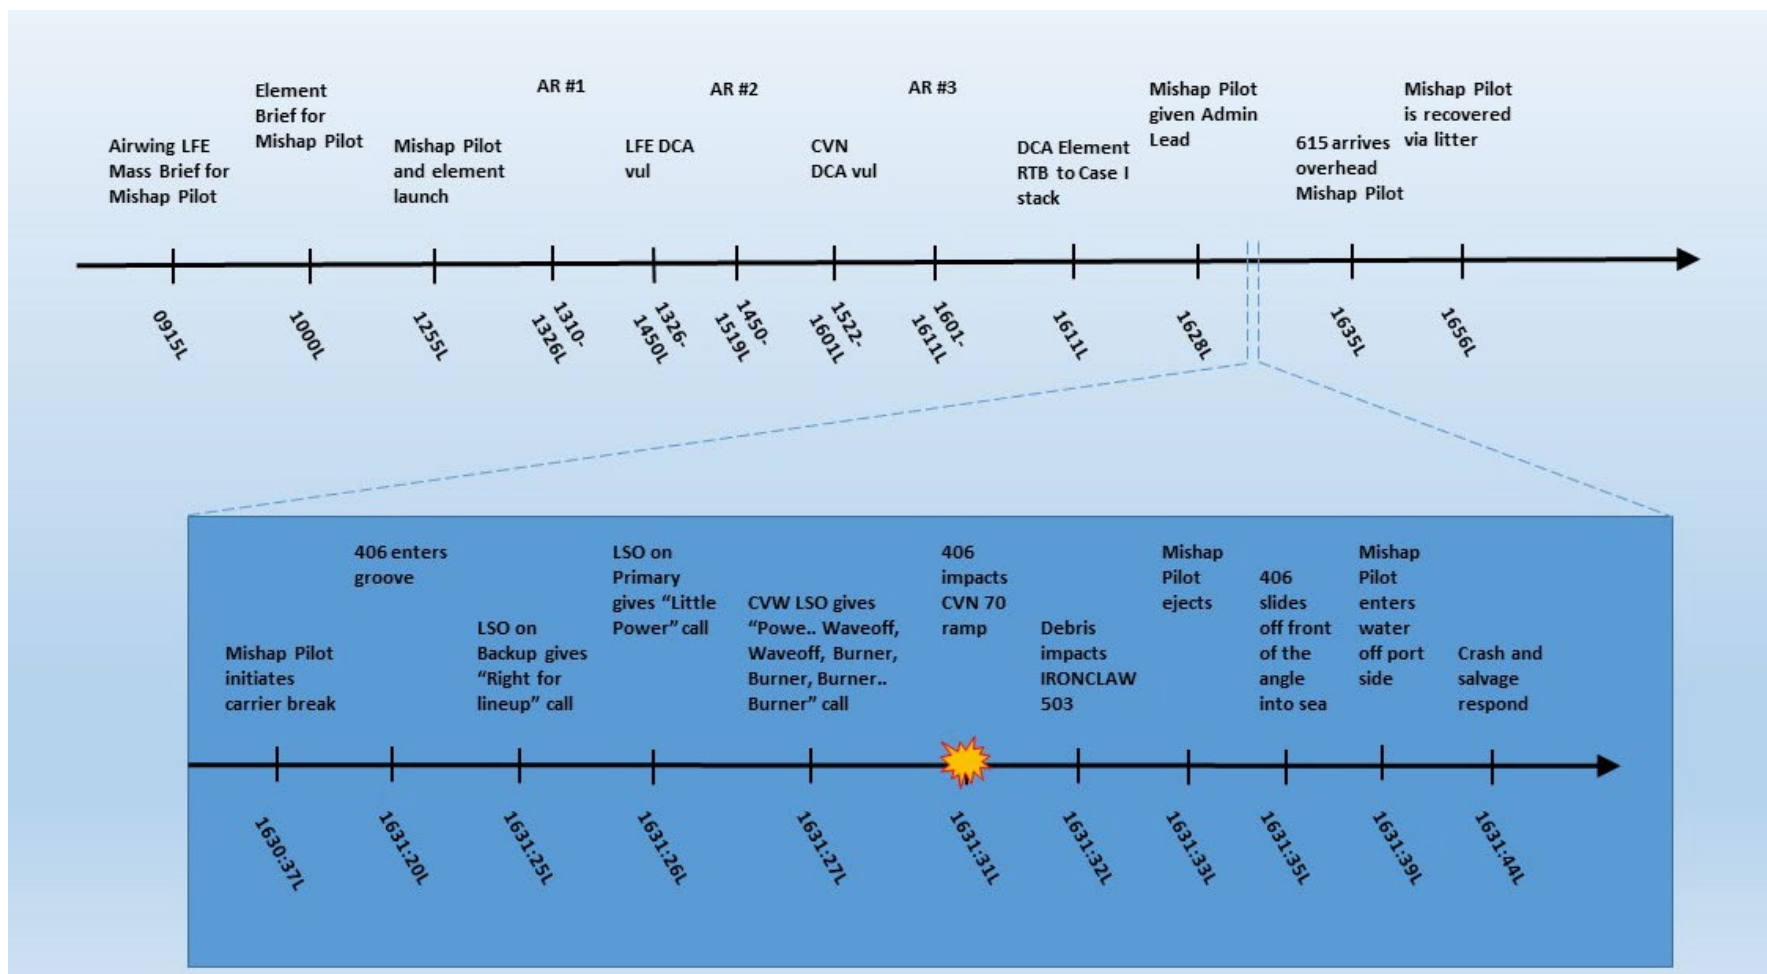 Airwing LFE
Mass Brief for
Mishap Pilot
Element
Brief for
Mishap Pilot
Mishap Pilot
and element
launch
AR #1
LFE DCA
vul
AR #2
CVN
DCA vul
AR #3
DCA Element
RTB to Case I
stack
Mishap Pilot
given Admin
Lead
615 arrives
overhead
Mishap Pilot
Mishap Pilot
is recovered
via litter
0915L
1000L
1255L
1310-
1326L
1326-
1450L
1450-
1519L
1522-
1601L
1601-
1611L
1611L
1628L
1635L
1656L
Mishap Pilot
initiates
carrier break
406 enters
groove
LSO on
Backup gives
“Right for
lineup” call
LSO on
Primary
gives “Little
Power” call
CVW LSO gives
“Powe.. Waveoff,
Waveoff, Burner,
Burner, Burner..
Burner” call
406
impacts
CVN 70
ramp
Debris
impacts
IRONCLAW
503
Mishap
Pilot
ejects
406
slides
off front
of the
angle
into sea
Mishap
Pilot
enters
water
off port
side
Crash and
salvage
respond
1630:37L
1631:20L
1631:25L
1631:26L
1631:27L
1631:31L
1631:32L
1631:33L
1631:35L
1631:39L
1631:44L